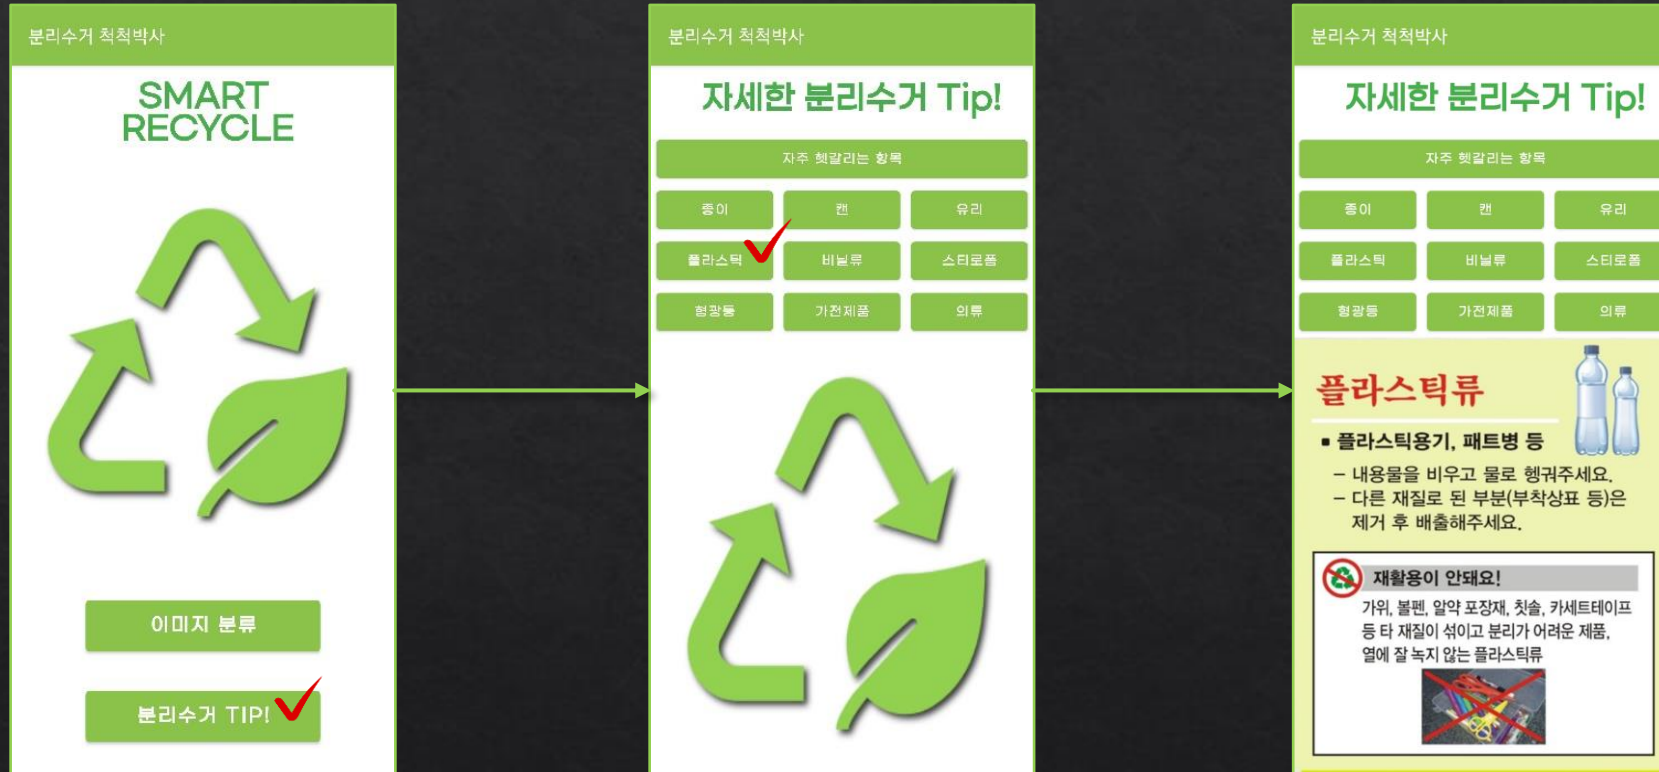 분리수거 척척박사
SMART
RECYCLE
이미지 분류
분리수거 TIP!
분리수거 척척박사
자세한 분리수거 Tip!
자주 헷갈리는 항목
종이
캔
유리
플라스틱
비닐류
스티로폼
형광등
가전제품
의류
분리수거 척척박사
자세한 분리수거 Tip!
자주 헷갈리는 항목
종이
캔
유리
플라스틱
비닐류
스티로폼
형광등
가전제품
의류
플라스틱류
▪ 플라스틱용기, 패트병 등
– 내용물을 비우고 물로 헹궈주세요.
– 다른 재질로 된 부분(부착상표 등)은
제거 후 배출해주세요.
재활용이 안돼요!
가위, 볼펜, 알약 포장재, 칫솔, 카세트테이프
등 타 재질이 섞이고 분리가 어려운 제품,
열에 잘 녹지 않는 플라스틱류